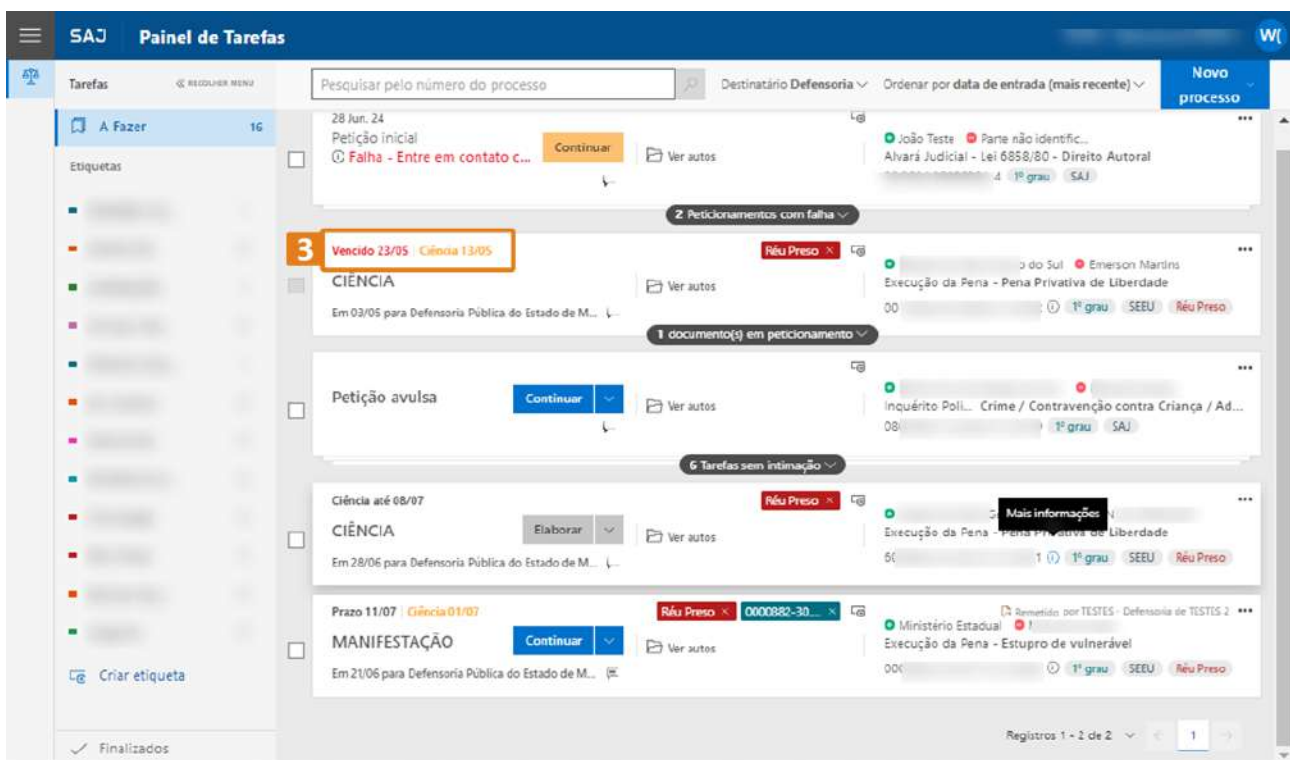 SAJ Painel de Tarefas W(
Tarefas RECOLHER MENU Pesquisar pelo número do processo Destinatário Defensoria Ordenar por data de entrada (mais recente) Novo processo
A Fazer 16
Etiquetas
Criar etiqueta
Finalizados
28 Jun. 24
Petição inicial
Falha - Entre em contato c... Continuar Ver autos
João Teste Parte não identific...
Alvará Judicial - Lei 6858/80 - Direito Autoral
4 1º grau SAJ
2 Peticionamentos com falha
3 Vencido 23/05 Ciência 13/05 Réu Preso ×
CIÊNCIA Ver autos
Em 03/05 para Defensoria Pública do Estado de M...
o do Sul Emerson Martins
Execução da Pena - Pena Privativa de Liberdade
00 1º grau SEEU Réu Preso
1 documento(s) em peticionamento
Petição avulsa Continuar Ver autos
Inquérito Poli... Crime / Contravenção contra Criança / Ad...
08 1º grau SAJ
6 Tarefas sem intimação
Ciência até 08/07 Réu Preso ×
CIÊNCIA Elaborar Ver autos
Em 28/06 para Defensoria Pública do Estado de M...
Mais informações
Execução da Pena - Pena Privativa de Liberdade
1 1º grau SEEU Réu Preso
Prazo 11/07 Ciência 01/07 Réu Preso × 0000882-30... ×
MANIFESTAÇÃO Continuar Ver autos
Em 21/06 para Defensoria Pública do Estado de M...
Remetido por TESTES - Defensoria de TESTES 2
Ministério Estadual
Execução da Pena - Estupro de vulnerável
000 1º grau SEEU Réu Preso
Registros 1 - 2 de 2 1